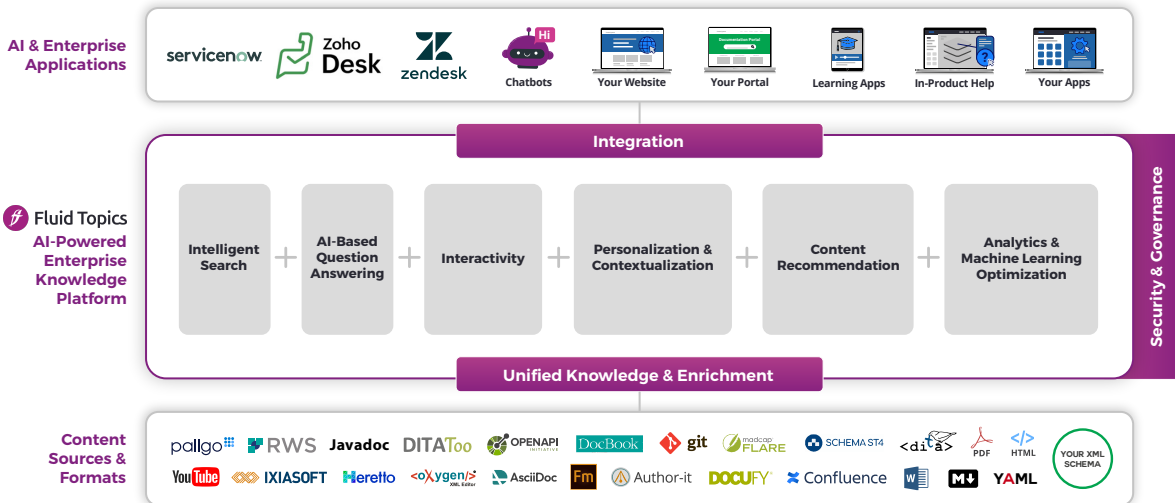 AI & Enterprise
Applications
servicenow
Zoho
Desk
zendesk
Hi
Chatbots
Your Website
Documentation Portal
Your Portal
Learning Apps
?
In-Product Help
Your Apps
Integration
Fluid Topics
AI-Powered
Enterprise
Knowledge
Platform
Intelligent
Search
+
AI-Based
Question
Answering
+
Interactivity
+
Personalization &
Contextualization
+
Content
Recommendation
+
Analytics &
Machine Learning
Optimization
Security & Governance
Unified Knowledge & Enrichment
Content
Sources &
Formats
pallgo
RWS
Javadoc
DITAToo
OPENAPI
INITIATIVE
DocBook
git
madcap
FLARE
SCHEMA ST4
<dita>
PDF
</>
HTML
YOUR XML
SCHEMA
YouTube
IXIASOFT
Heretto
<oXygen/>
XML Editor
AsciiDoc
Fm
Author-it
DOCUFY
Confluence
W
M
YAML